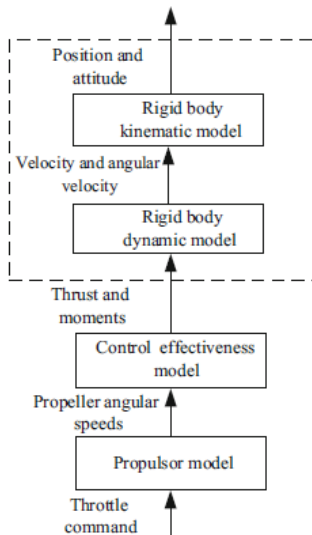 Position and
attitude
Rigid body
kinematic model
Velocity and angular
velocity
Rigid body
dynamic model
Thrust and
moments
Control effectiveness
model
Propeller angular
speeds
Propulsor model
Throttle
command